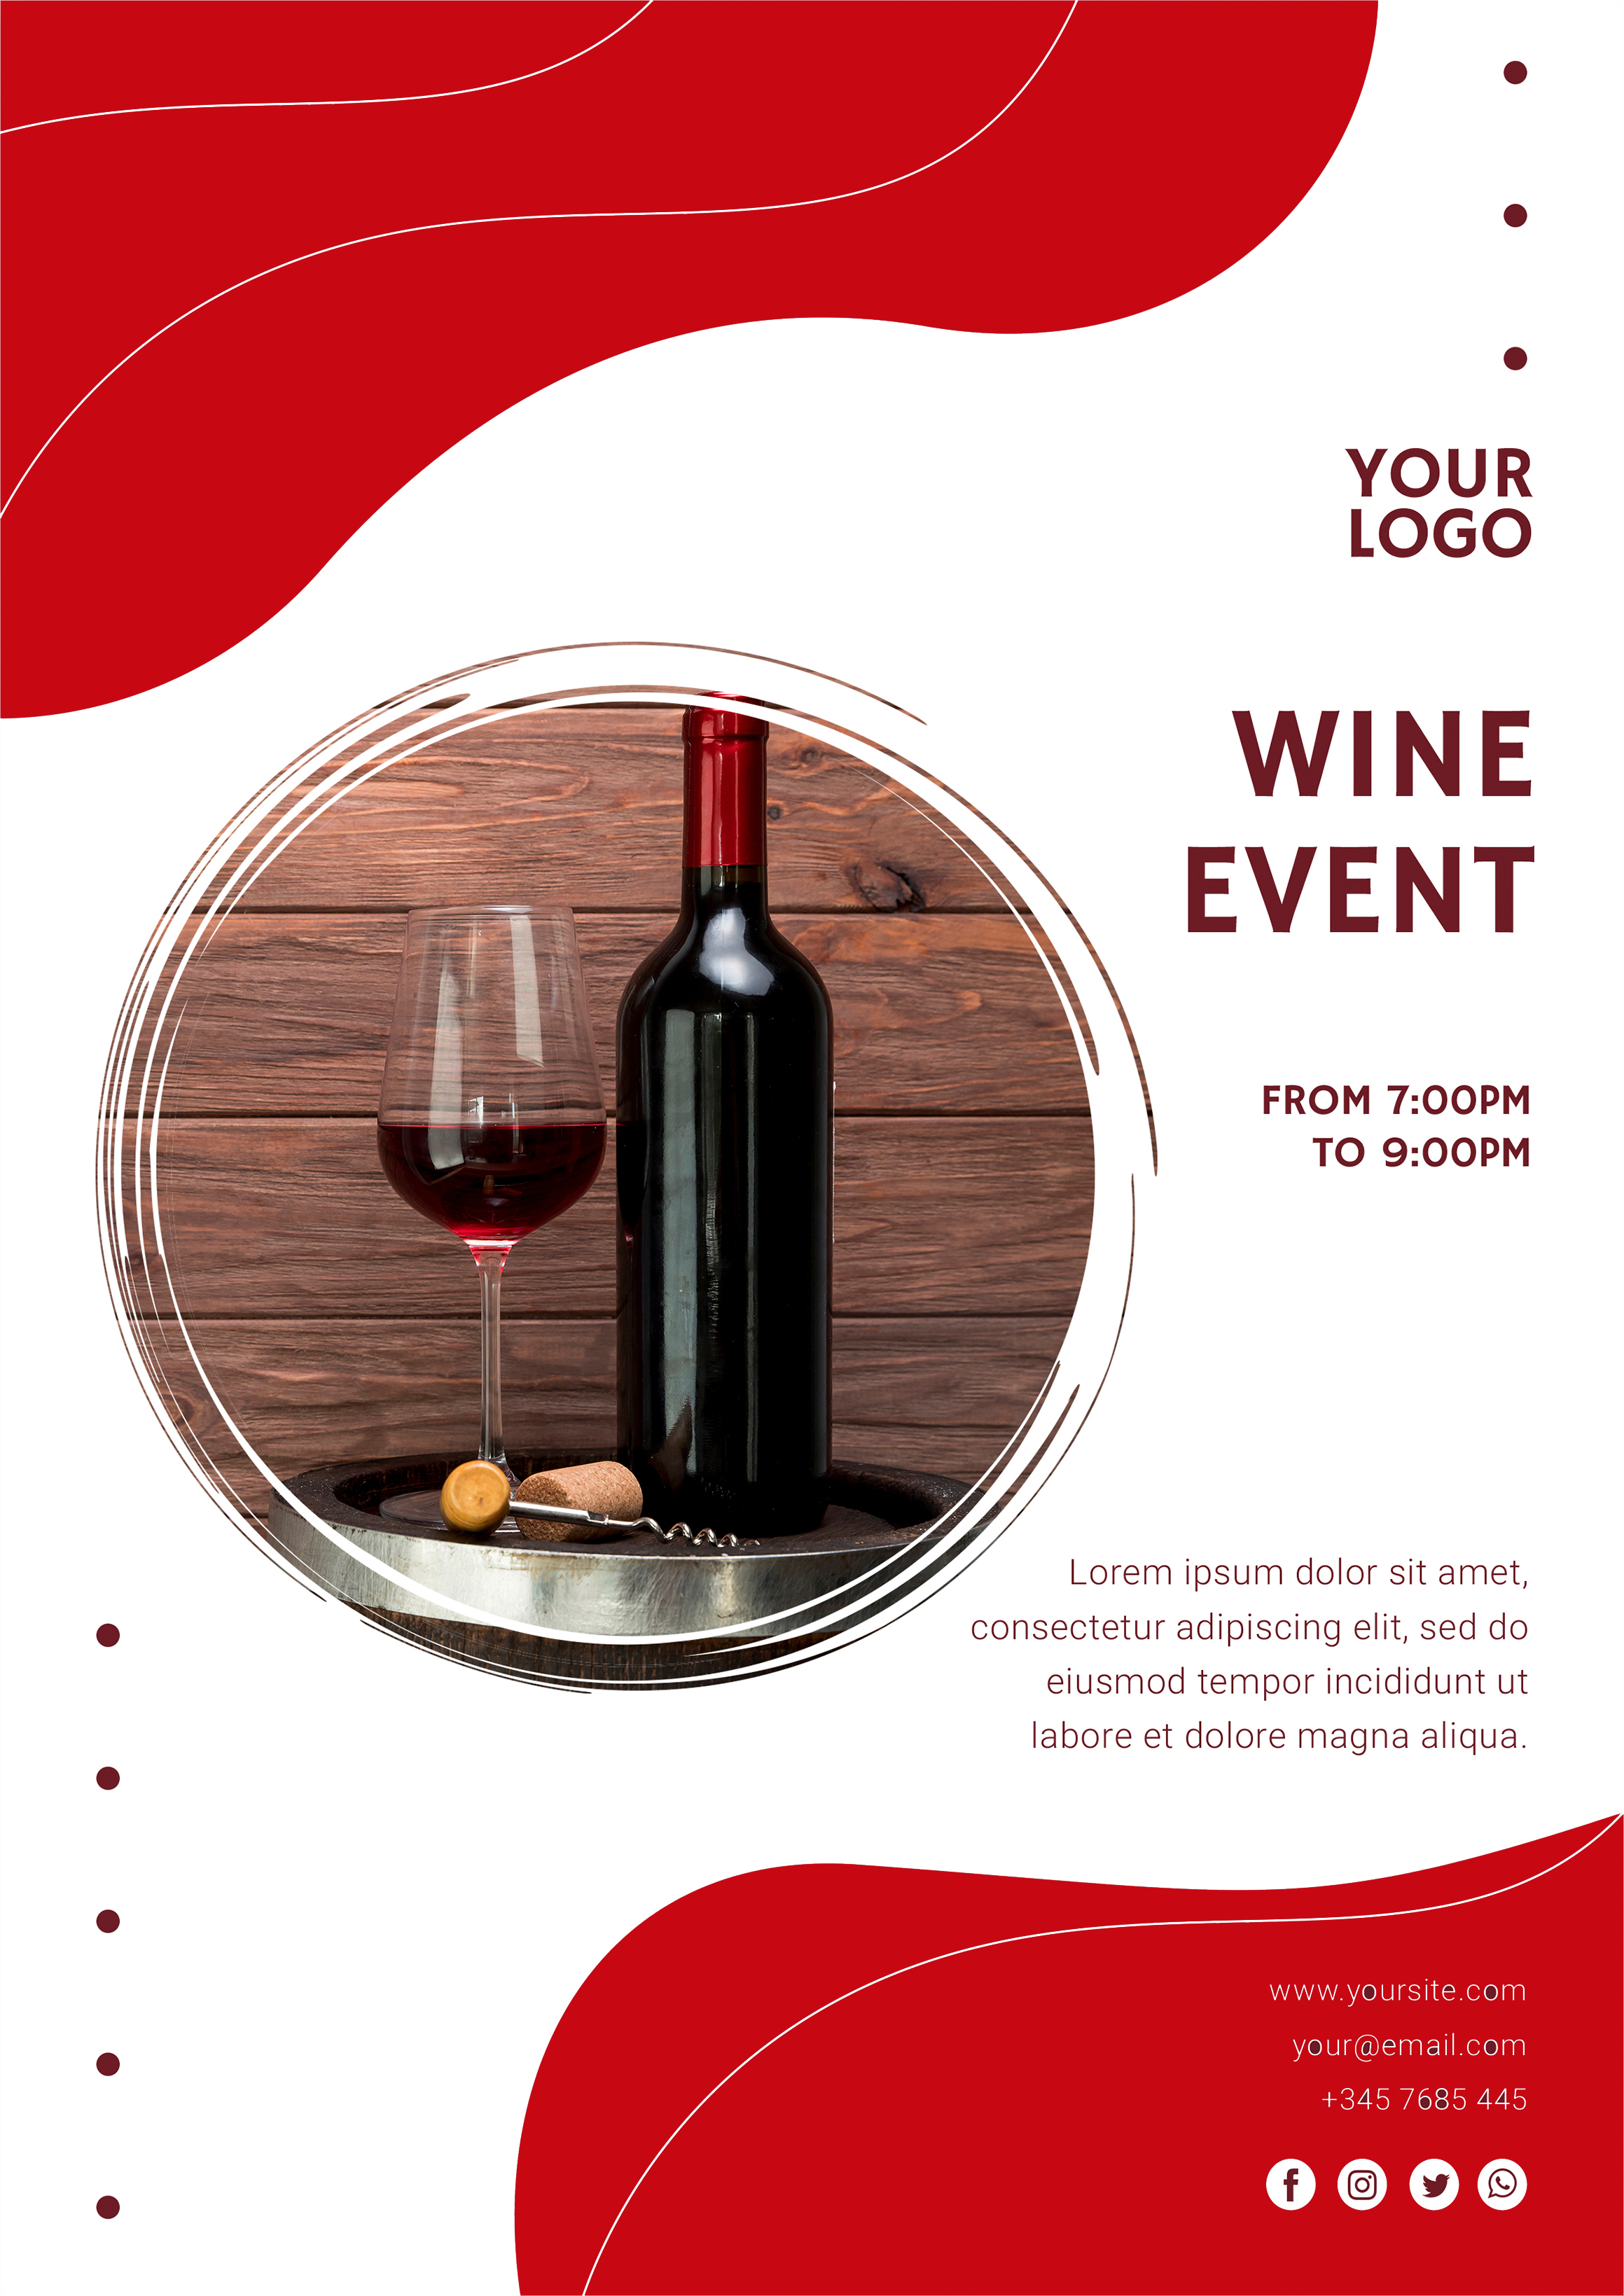 YOUR
LOGO
WINE
EVENT
FROM 7:00PM
TO 9:00PM
Lorem ipsum dolor sit amet,
consectetur adipiscing elit, sed do
eiusmod tempor incididunt ut
labore et dolore magna aliqua.
www.yoursite.com
your@email.com
+345 7685 445